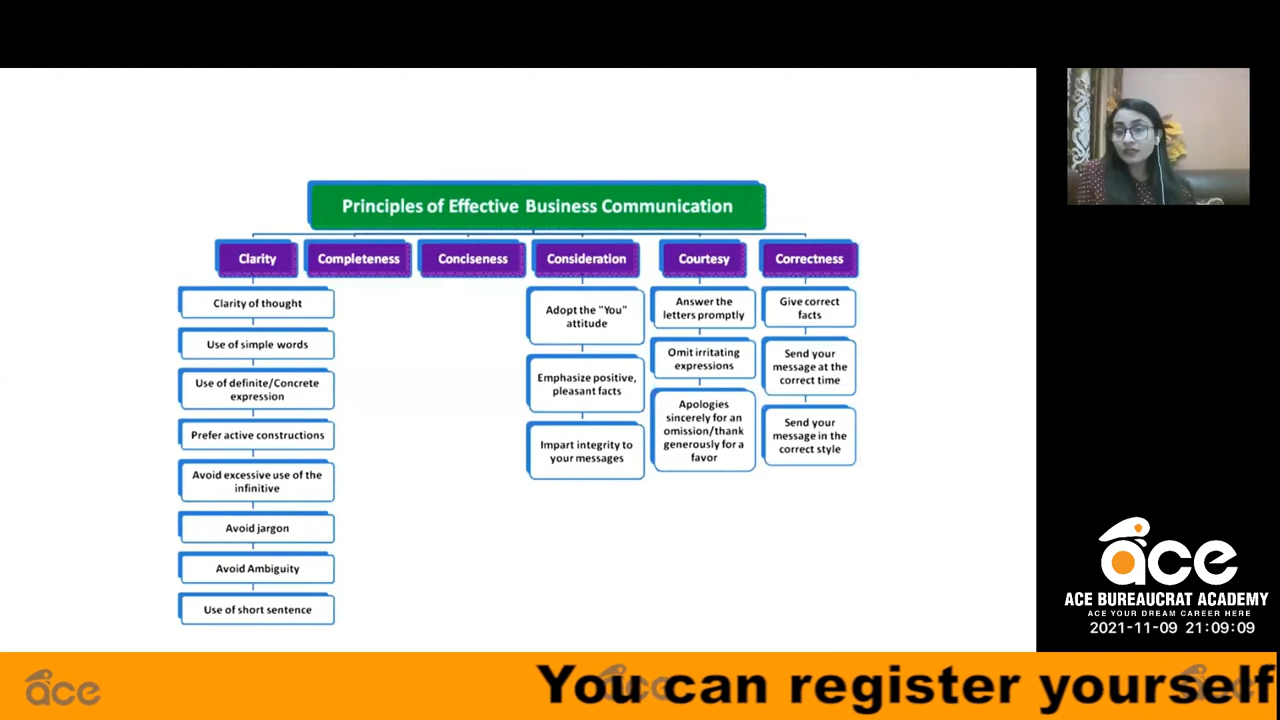 Principles of Effective Business Communication
Clarity
Completeness
Conciseness
Consideration
Courtesy
Correctness
Clarity of thought
Use of simple words
Use of definite/Concrete
expression
Prefer active constructions
Avoid excessive use of the
infinitive
Avoid jargon
Avoid Ambiguity
Use of short sentence
Adopt the "You"
attitude
Emphasize positive,
pleasant facts
Impart integrity to
your messages
Answer the
letters promptly
Omit irritating
expressions
Apologies
sincerely for an
omission/thank
generously for a
favor
Give correct
facts
Send your
message at the
correct time
Send your
message in the
correct style
ace
ACE BUREAUCRAT ACADEMY
ACE YOUR DREAM CAREER HERE
2021-11-09 21:09:09
ace
You can register yourself